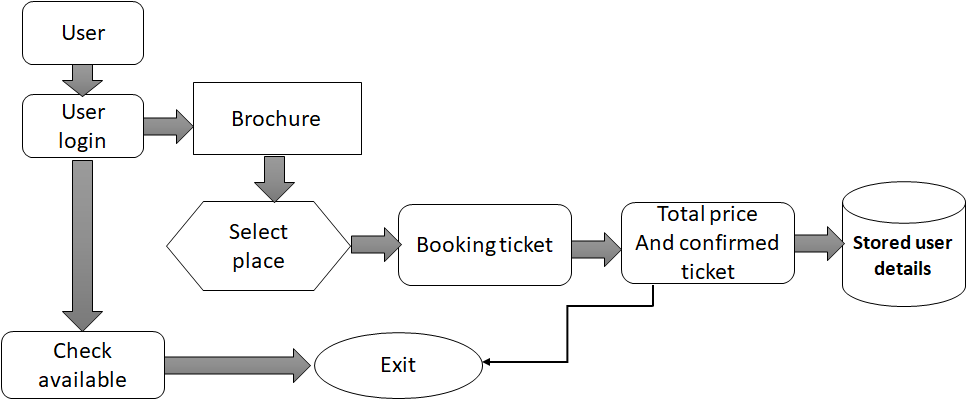 User
User
login
Brochure
Select
place
Booking ticket
Total price
And confirmed
ticket
Stored user
details
Check
available
Exit